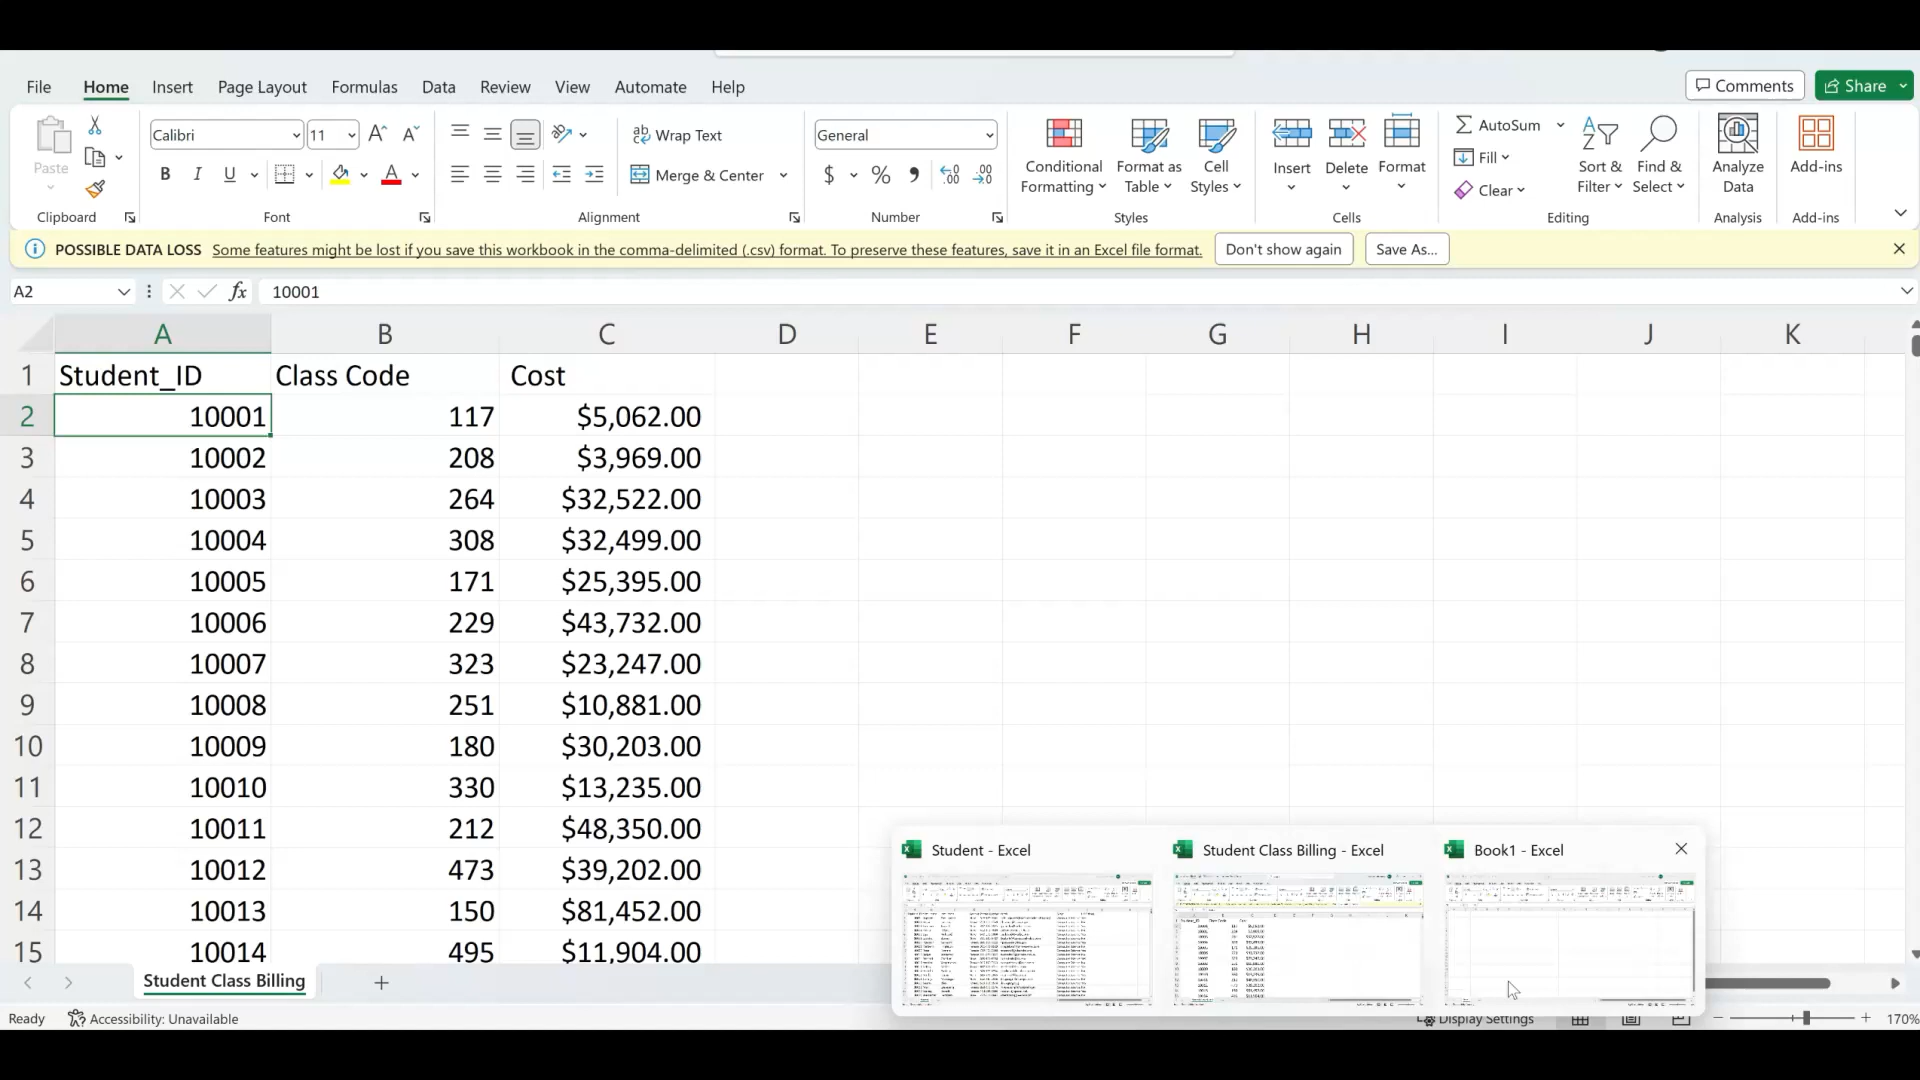 File Home Insert Page Layout Formulas Data Review View Automate Help Comments Share
Paste Calibri 11 Wrap Text General Conditional Formatting Format as Table Cell Styles Insert Delete Format AutoSum Fill Clear Sort & Filter Find & Select Analyze Data Add-ins
B I U A Merge & Center $ % , .00
Clipboard Font Alignment Number Styles Cells Editing Analysis Add-ins
POSSIBLE DATA LOSS Some features might be lost if you save this workbook in the comma-delimited (.csv) format. To preserve these features, save it in an Excel file format. Don't show again Save As...
A2 fx 10001
A B C D E F G H I J K
1 Student_ID Class Code Cost
2 10001 117 $5,062.00
3 10002 208 $3,969.00
4 10003 264 $32,522.00
5 10004 308 $32,499.00
6 10005 171 $25,395.00
7 10006 229 $43,732.00
8 10007 323 $23,247.00
9 10008 251 $10,881.00
10 10009 180 $30,203.00
11 10010 330 $13,235.00
12 10011 212 $48,350.00
13 10012 473 $39,202.00
14 10013 150 $81,452.00
15 10014 495 $11,904.00
Student - Excel Student Class Billing - Excel Book1 - Excel
Student Class Billing
Ready Accessibility: Unavailable Display Settings 170%